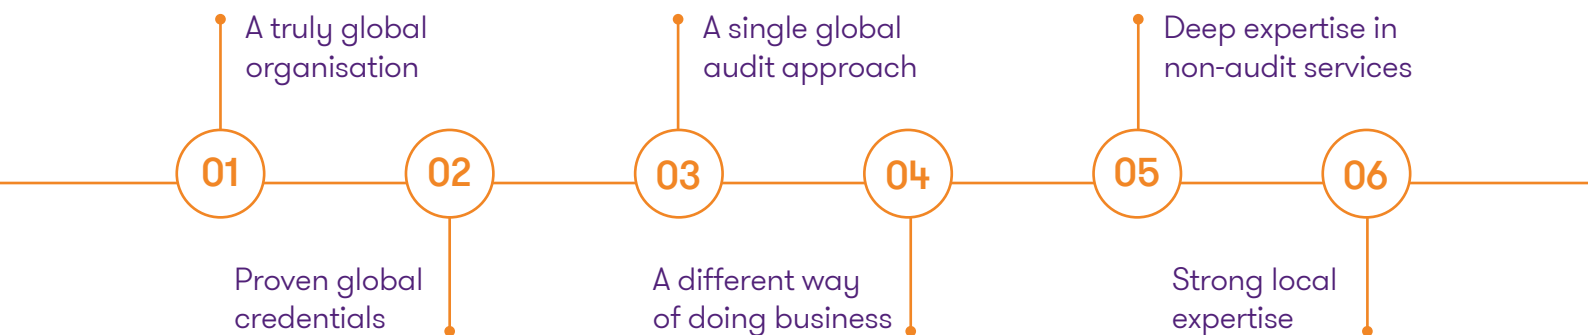 A truly global
organisation
A single global
audit approach
Deep expertise in
non-audit services
01
02
03
04
05
06
Proven global
credentials
A different way
of doing business
Strong local
expertise